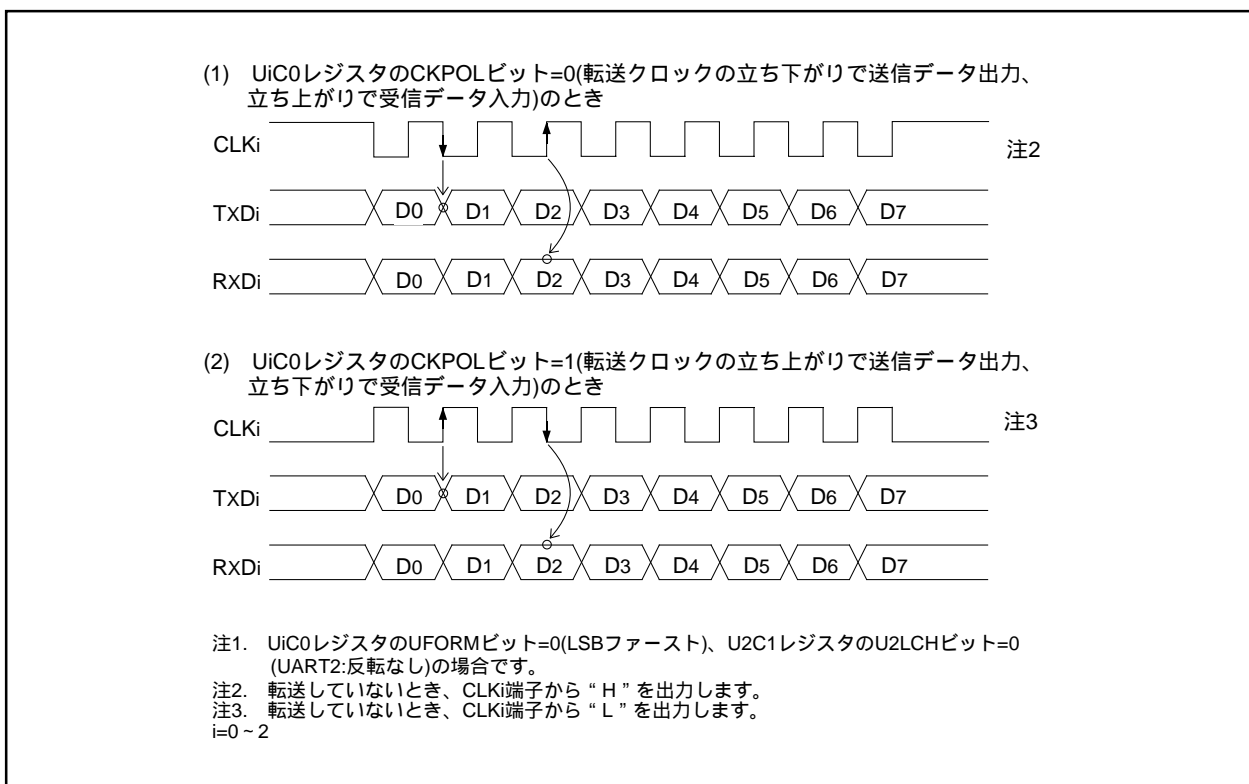 (1) UiC0レジスタのCKPOLビット=0(転送クロックの立ち下がりで送信データ出力、
立ち上がりで受信データ入力)のとき
CLKi 注2
TXDi D0 D1 D2 D3 D4 D5 D6 D7
RXDi D0 D1 D2 D3 D4 D5 D6 D7
(2) UiC0レジスタのCKPOLビット=1(転送クロックの立ち上がりで送信データ出力、
立ち下がりで受信データ入力)のとき
CLKi 注3
TXDi D0 D1 D2 D3 D4 D5 D6 D7
RXDi D0 D1 D2 D3 D4 D5 D6 D7
注1. UiC0レジスタのUFORMビット=0(LSBファースト)、U2C1レジスタのU2LCHビット=0
(UART2:反転なし)の場合です。
注2. 転送していないとき、CLKi端子から“H”を出力します。
注3. 転送していないとき、CLKi端子から“L”を出力します。
i=0~2